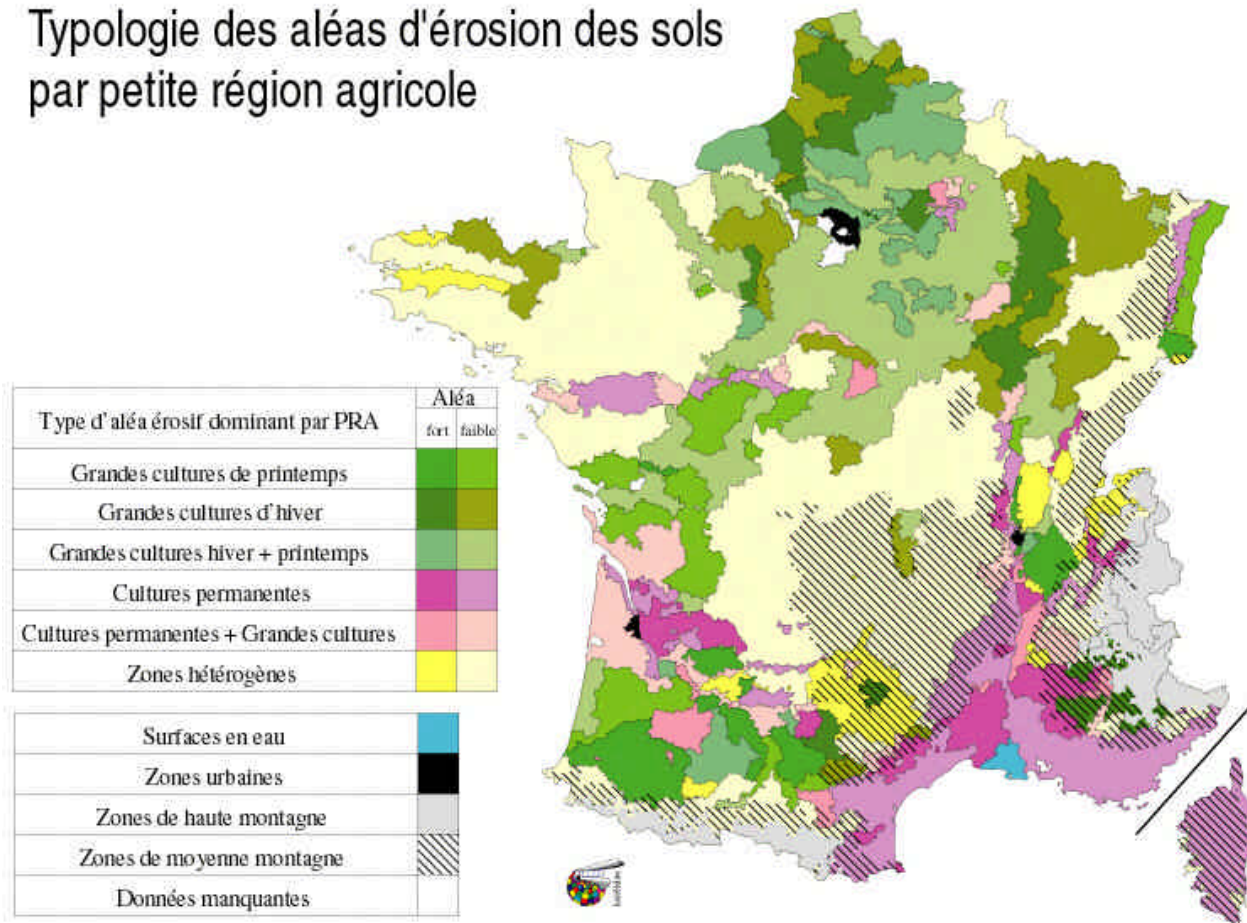 Typologie des aléas d'érosion des sols
par petite région agricole
Type d'aléa érosif dominant par PRA
Aléa
fort faible
Grandes cultures de printemps
Grandes cultures d'hiver
Grandes cultures hiver + printemps
Cultures permanentes
Cultures permanentes + Grandes cultures
Zones hétérogènes
Surfaces en eau
Zones urbaines
Zones de haute montagne
Zones de moyenne montagne
Données manquantes